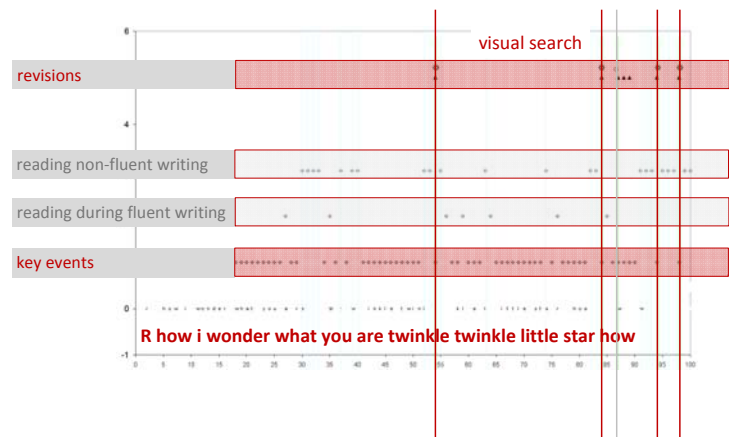 6
visual search
revisions
4
reading non-fluent writing
reading during fluent writing
key events
0
R how i wonder what you are twinkle twinkle little star how
-1
0 5 10 15 20 25 30 35 40 45 50 55 60 65 70 75 80 85 90 95 100